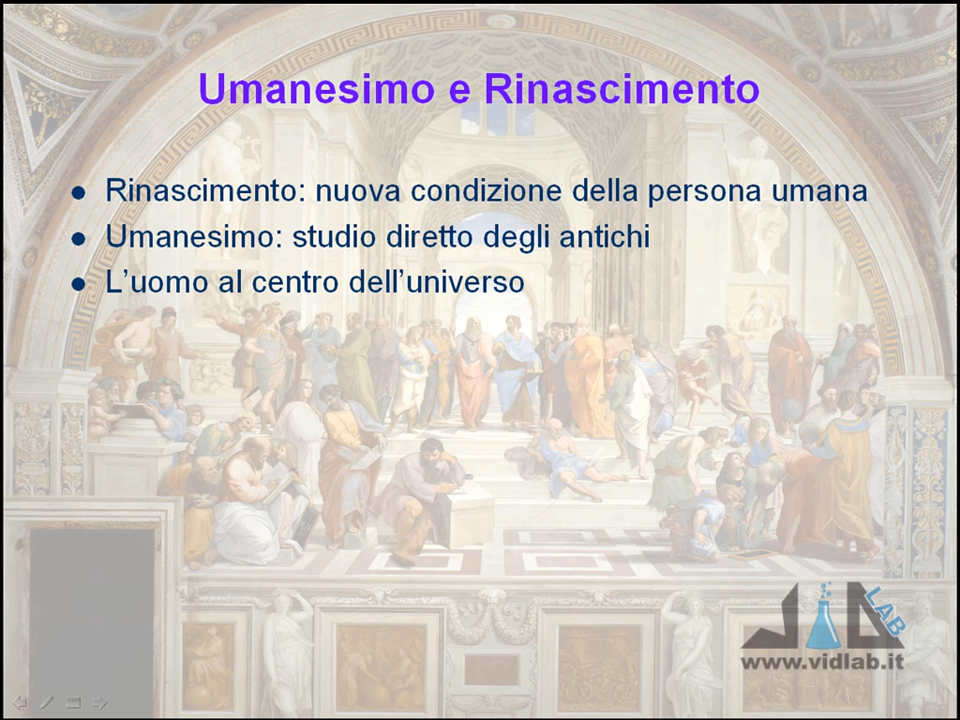 Umanesimo e Rinascimento
● Rinascimento: nuova condizione della persona umana
● Umanesimo: studio diretto degli antichi
● L’uomo al centro dell’universo
LAB
www.vidlab.it